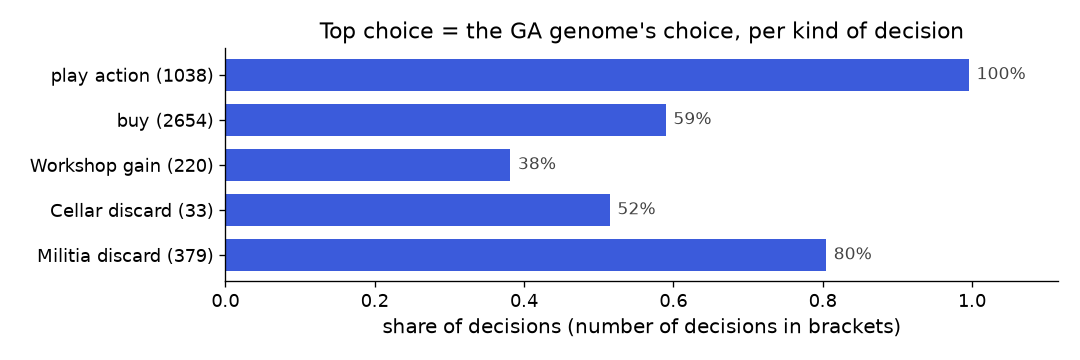 Top choice = the GA genome's choice, per kind of decision
play action (1038)
100%
buy (2654)
59%
Workshop gain (220)
38%
Cellar discard (33)
52%
Militia discard (379)
80%
0.0 0.2 0.4 0.6 0.8 1.0
share of decisions (number of decisions in brackets)